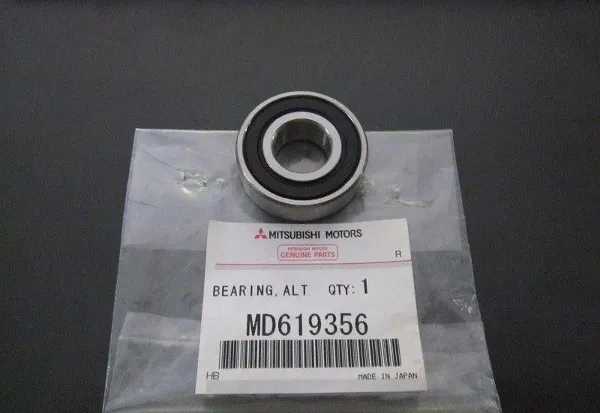 MITSUBISHI MOTORS
MITSUBISHI MOTORS
GENUINE PARTS
R
BEARING, ALT. QTY: 1
MD619356
HB MADE IN JAPAN